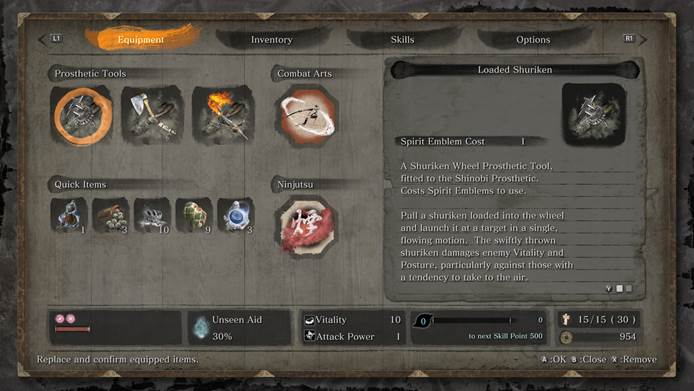 L1
Equipment
Inventory
Skills
Options
R1
Prosthetic Tools
Combat Arts
Quick Items
1
3
10
9
3
Ninjutsu
煙
Loaded Shuriken
Spirit Emblem Cost 1
A Shuriken Wheel Prosthetic Tool,
fitted to the Shinobi Prosthetic.
Costs Spirit Emblems to use.
Pull a shuriken loaded into the wheel
and launch it at a target in a single,
flowing motion. The swiftly thrown
shuriken damages enemy Vitality and
Posture, particularly against those with
a tendency to take to the air.
Y
Unseen Aid
30%
Vitality 10
Attack Power 1
0
0
to next Skill Point 500
15/15 ( 30 )
954
Replace and confirm equipped items.
A:OK B:Close X:Remove